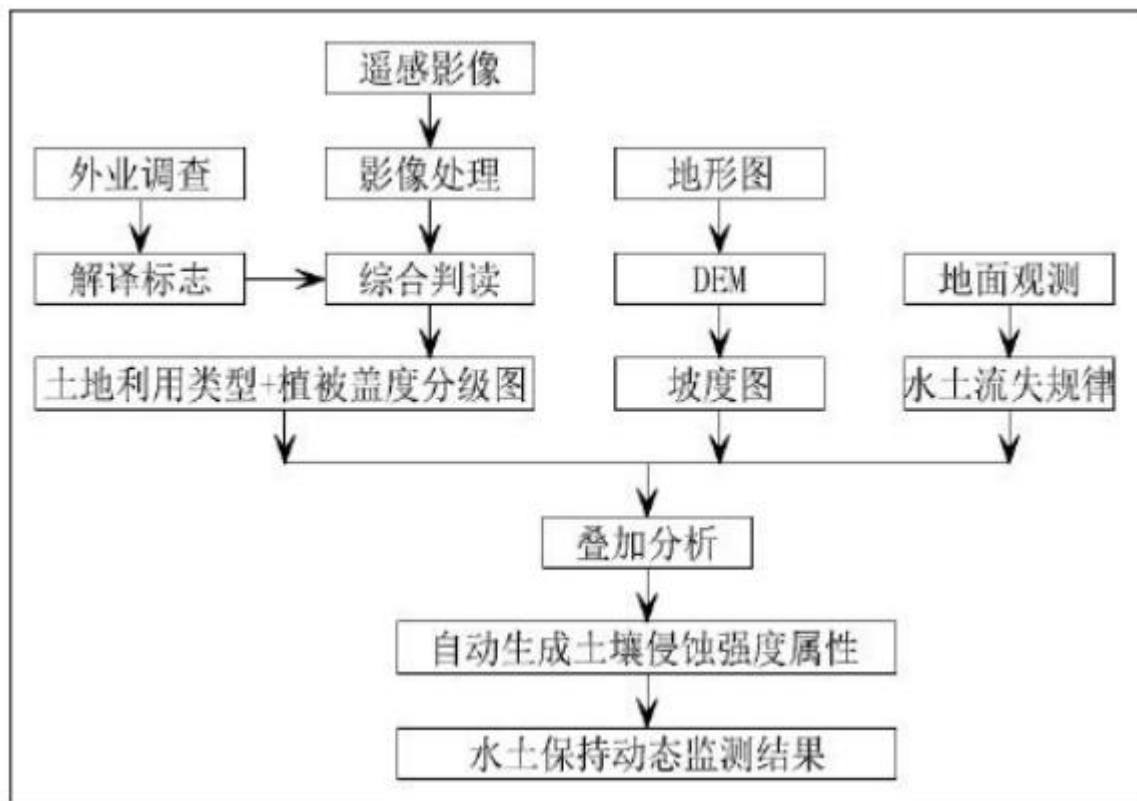 遥感影像
外业调查
影像处理
地形图
解译标志
综合判读
DEM
地面观测
土地利用类型+植被盖度分级图
坡度图
水土流失规律
叠加分析
自动生成土壤侵蚀强度属性
水土保持动态监测结果